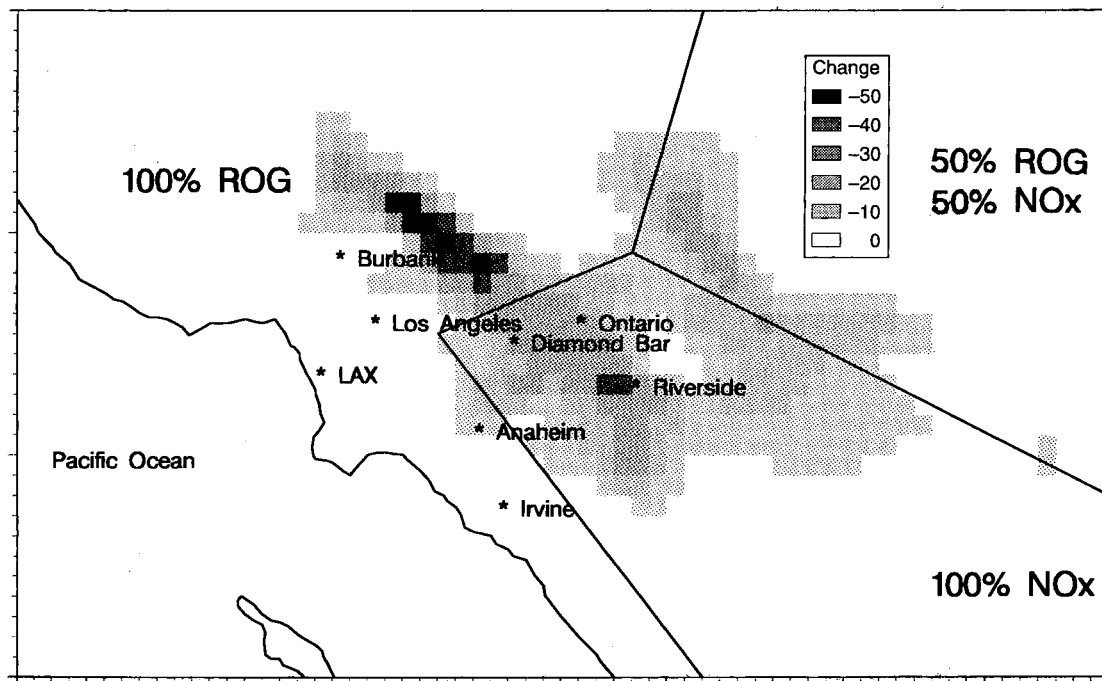 Change
-50
-40
-30
-20
-10
0
100% ROG
50% ROG
50% NOx
* Burbank
* Los Angeles
* Ontario
* Diamond Bar
* LAX
* Riverside
* Anaheim
Pacific Ocean
* Irvine
100% NOx